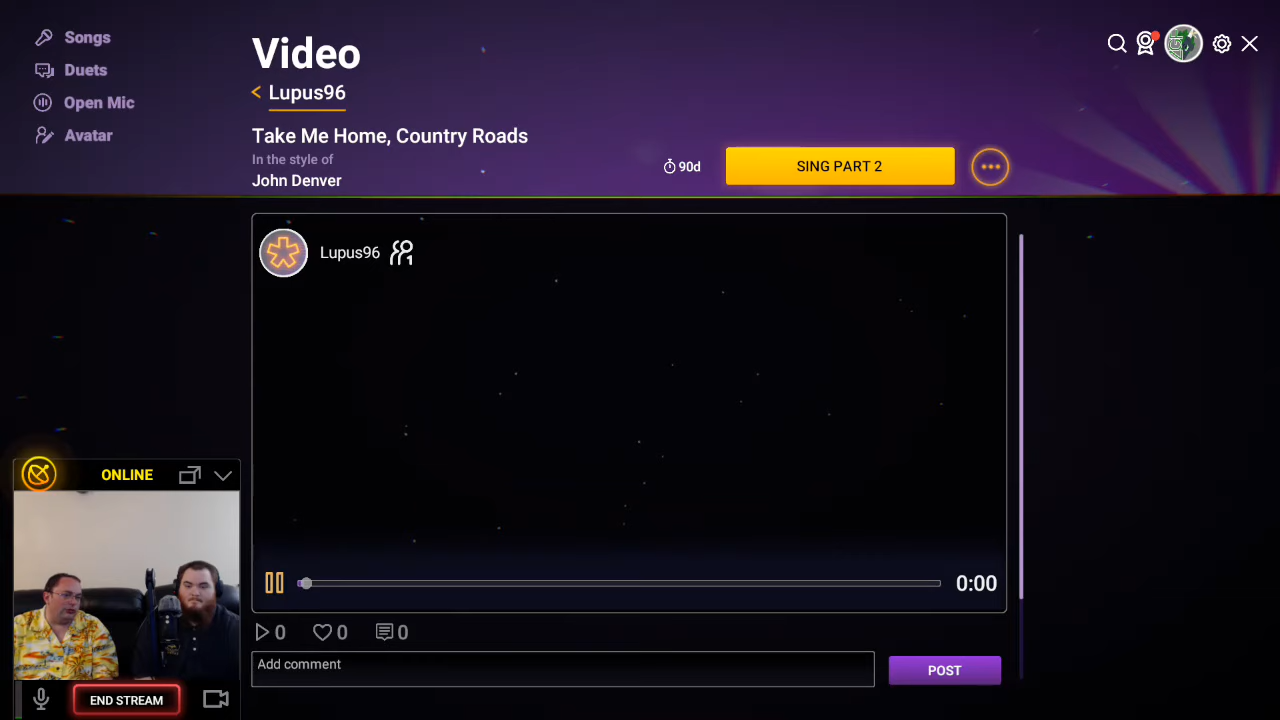 Songs
Duets
Open Mic
Avatar
Video
< Lupus96
Take Me Home, Country Roads
In the style of
John Denver
90d
SING PART 2
Lupus96
0:00
0
0
0
Add comment
POST
ONLINE
END STREAM